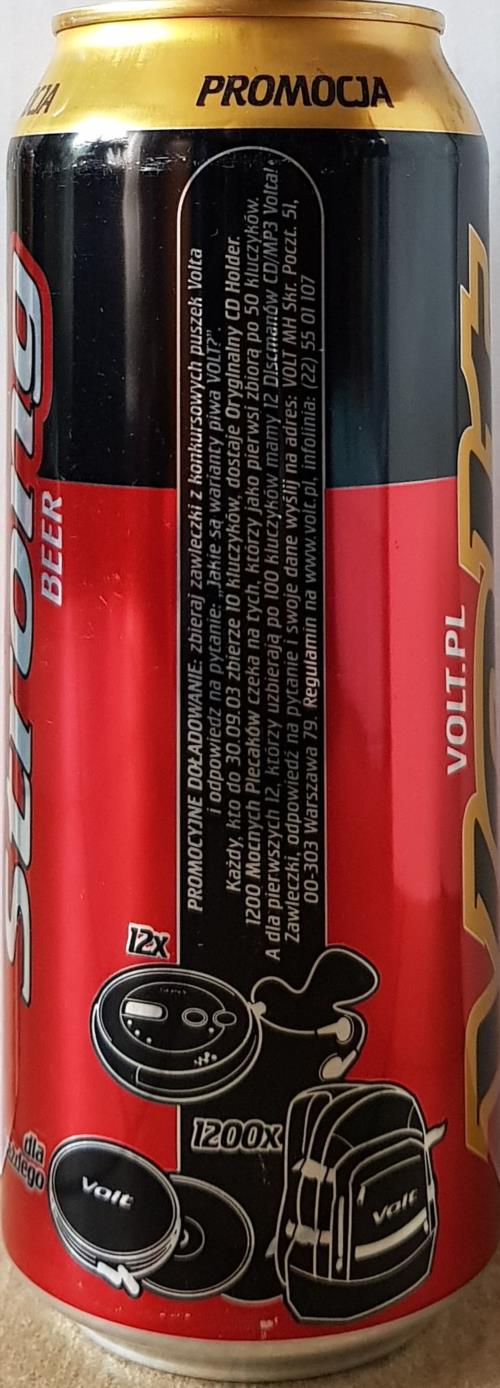 PROMOCJA
PROMOCYJNE DOŁADOWANIE: zbieraj zawleczki z konkursowych puszek Volta
i odpowiedz na pytanie: „Jakie są warianty piwa VOLT?”.
Każdy, kto do 30.09.03 zbierze 10 kluczyków, dostaje Oryginalny CD Holder.
1200 Mocnych Plecaków czeka na tych, którzy jako pierwsi zbiorą po 50 kluczyków.
A dla pierwszych 12, którzy uzbierają po 100 kluczyków mamy 12 Discmanów CD/MP3 Volta!
Zawleczki, odpowiedź na pytanie i swoje dane wyślij na adres: VOLT MH Skr. Poczt. 51,
00-303 Warszawa 79. Regulamin na www.volt.pl, infolinia: (22) 55 01 107
Strong
BEER
VOLT.PL
12x
1200x
dla
Volt
Volt